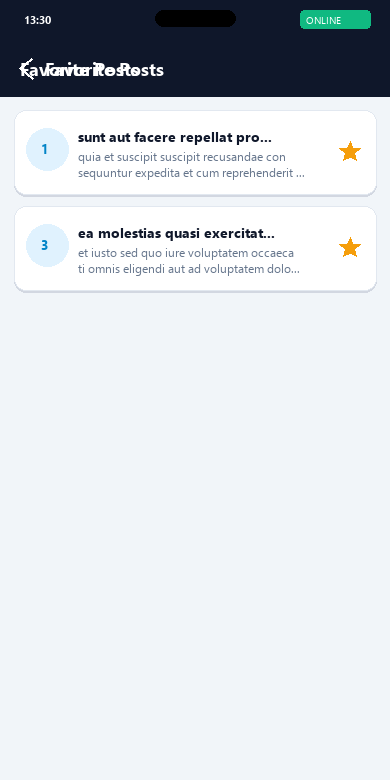 13:30
ONLINE
Favorite Posts
Favorite Posts
1
sunt aut facere repellat pro...
quia et suscipit suscipit recusandae con
sequuntur expedita et cum reprehenderit ...
3
ea molestias quasi exercitat...
et iusto sed quo iure voluptatem occaeca
ti omnis eligendi aut ad voluptatem dolo...